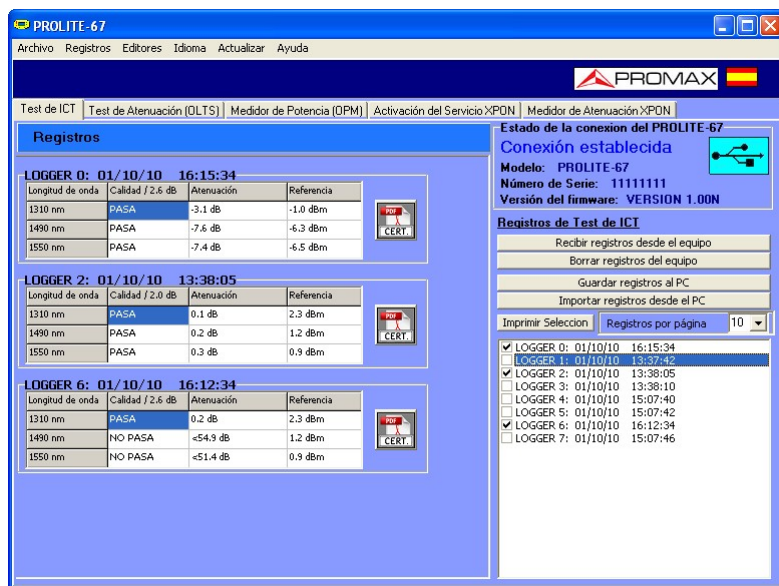 PROLITE-67
Archivo Registros Editores Idioma Actualizar Ayuda
PROMAX
Test de ICT Test de Atenuación (OLTS) Medidor de Potencia (OPM) Activación del Servicio XPON Medidor de Atenuación XPON
Registros
LOGGER 0: 01/10/10 16:15:34
Longitud de onda Calidad / 2.6 dB Atenuación Referencia
1310 nm PASA -3.1 dB -1.0 dBm
1490 nm PASA -7.6 dB -6.3 dBm
1550 nm PASA -7.4 dB -6.5 dBm
PDF
CERT.
LOGGER 2: 01/10/10 13:38:05
Longitud de onda Calidad / 2.0 dB Atenuación Referencia
1310 nm PASA 0.1 dB 2.3 dBm
1490 nm PASA 0.2 dB 1.2 dBm
1550 nm PASA 0.3 dB 0.9 dBm
PDF
CERT.
LOGGER 6: 01/10/10 16:12:34
Longitud de onda Calidad / 2.6 dB Atenuación Referencia
1310 nm PASA 0.2 dB 2.3 dBm
1490 nm NO PASA <54.9 dB 1.2 dBm
1550 nm NO PASA <51.4 dB 0.9 dBm
PDF
CERT.
Estado de la conexion del PROLITE-67
Conexión establecida
Modelo: PROLITE-67
Número de Serie: 11111111
Versión del firmware: VERSION 1.00N
Registros de Test de ICT
Recibir registros desde el equipo
Borrar registros del equipo
Guardar registros al PC
Importar registros desde el PC
Imprimir Seleccion Registros por página 10
LOGGER 0: 01/10/10 16:15:34
LOGGER 1: 01/10/10 13:37:42
LOGGER 2: 01/10/10 13:38:05
LOGGER 3: 01/10/10 13:38:10
LOGGER 4: 01/10/10 15:07:40
LOGGER 5: 01/10/10 15:07:42
LOGGER 6: 01/10/10 16:12:34
LOGGER 7: 01/10/10 15:07:46